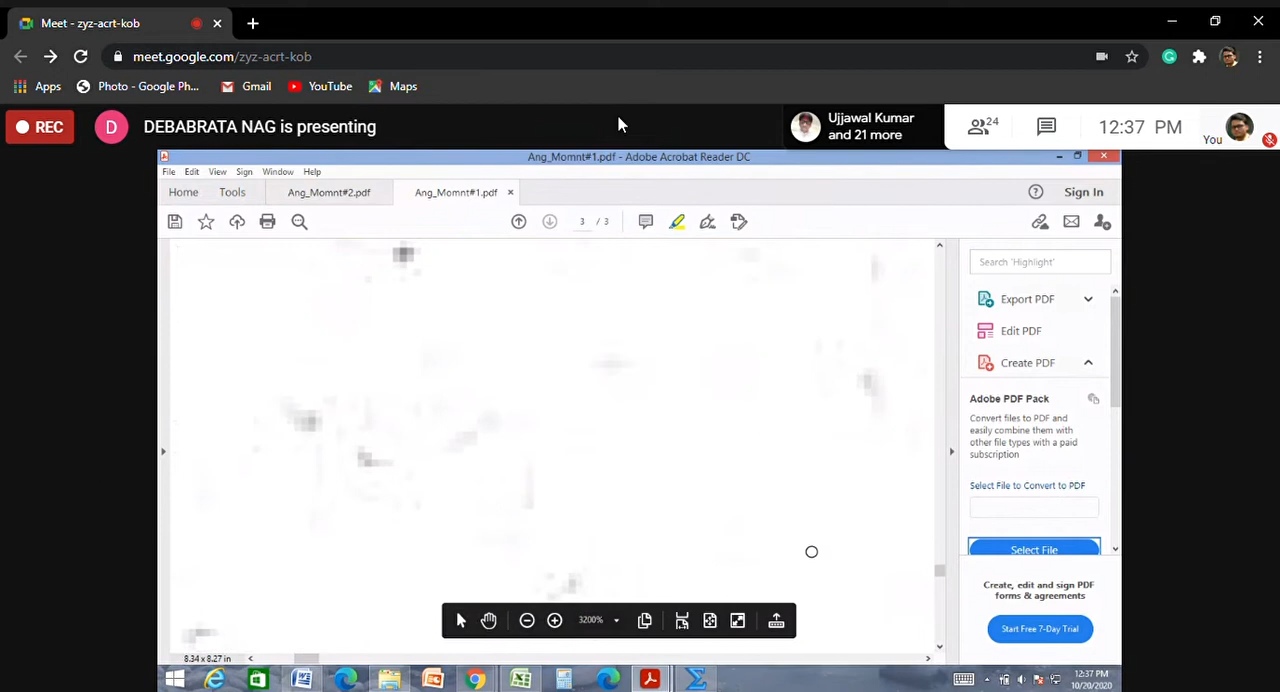 Meet - zyz-acrt-kob
meet.google.com/zyz-acrt-kob
Apps Photo - Google Ph... Gmail YouTube Maps
REC D DEBABRATA NAG is presenting Ujjawal Kumar and 21 more 24 12:37 PM You
Ang_Momnt#1.pdf - Adobe Acrobat Reader DC
File Edit View Sign Window Help
Home Tools Ang_Momnt#2.pdf Ang_Momnt#1.pdf × Sign In
3 / 3
Search 'Highlight'
Export PDF
Edit PDF
Create PDF
Adobe PDF Pack
Convert files to PDF and
easily combine them with
other file types with a paid
subscription
Select File to Convert to PDF
Select File
Create, edit and sign PDF
forms & agreements
3200%
Start Free 7-Day Trial
8.34 x 8.27 in
12:37 PM
10/20/2020